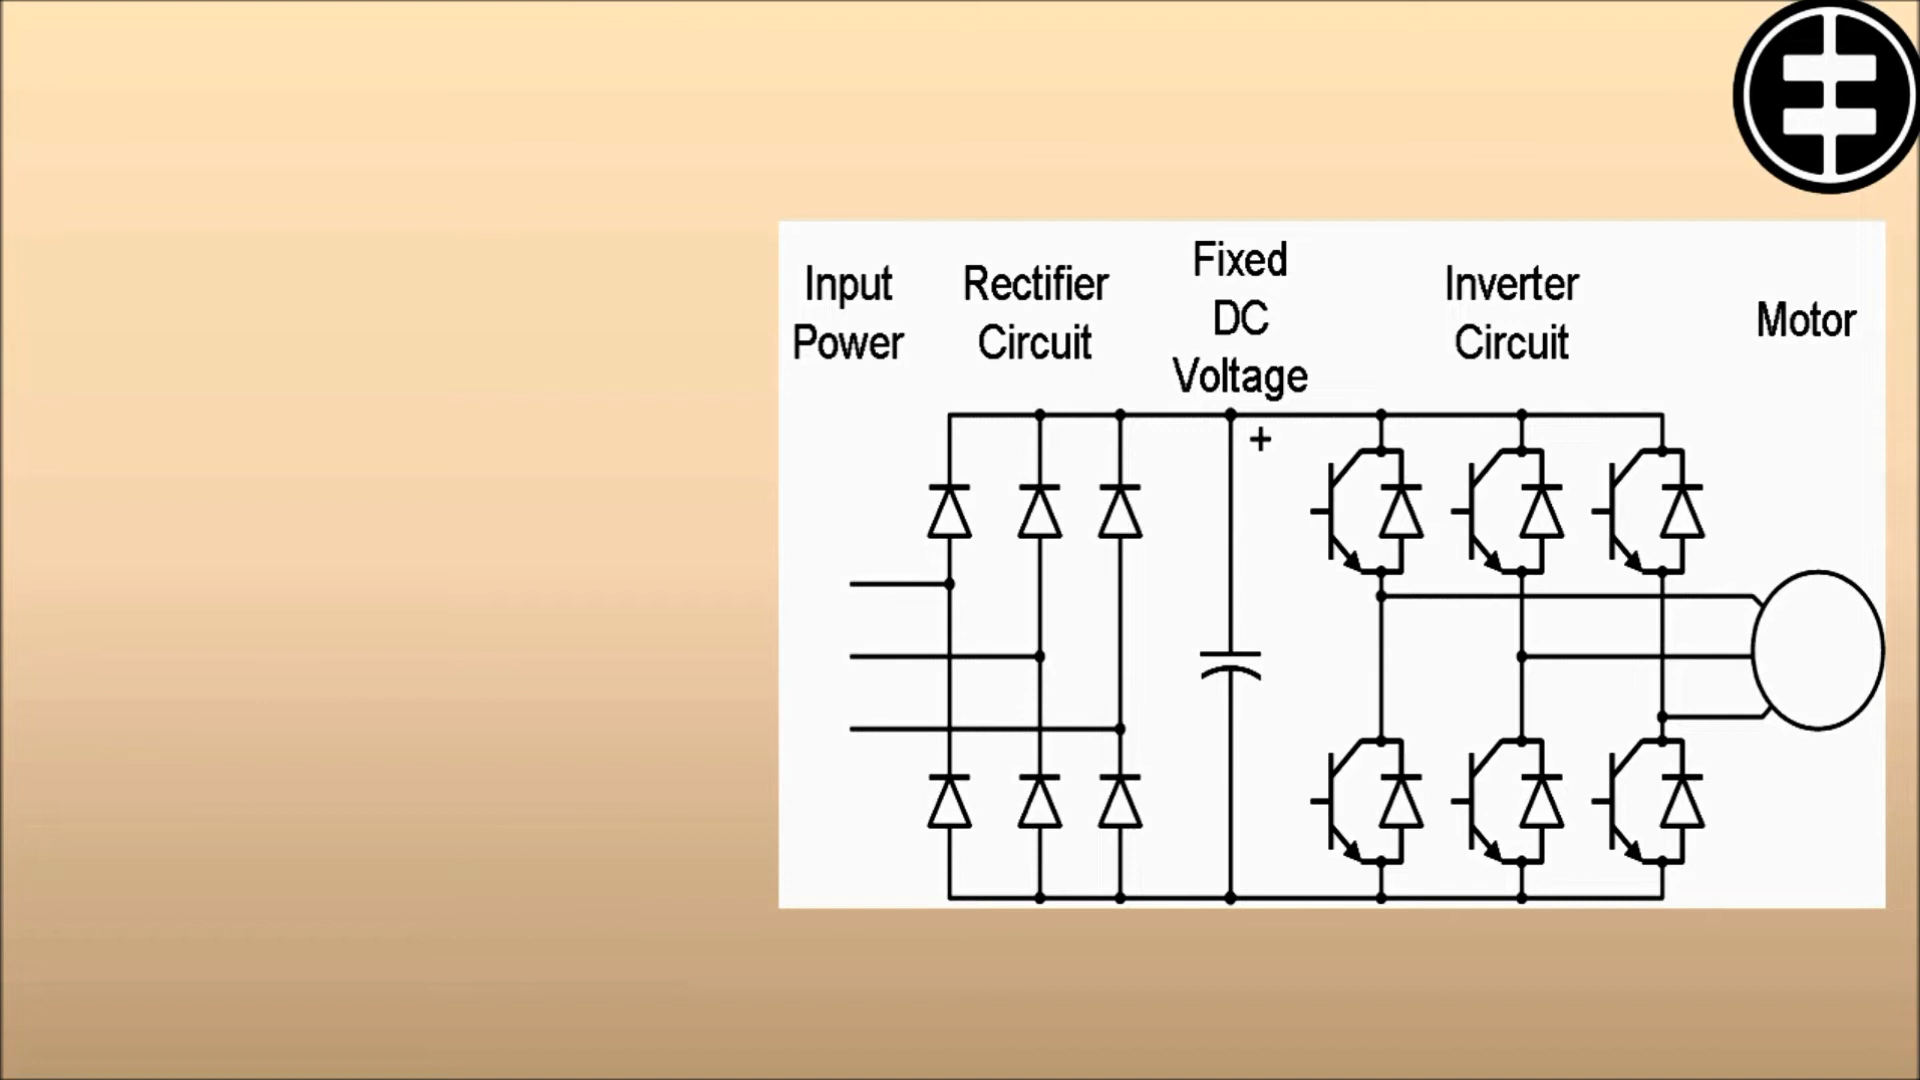 Input
Power
Rectifier
Circuit
Fixed
DC
Voltage
Inverter
Circuit
Motor
+